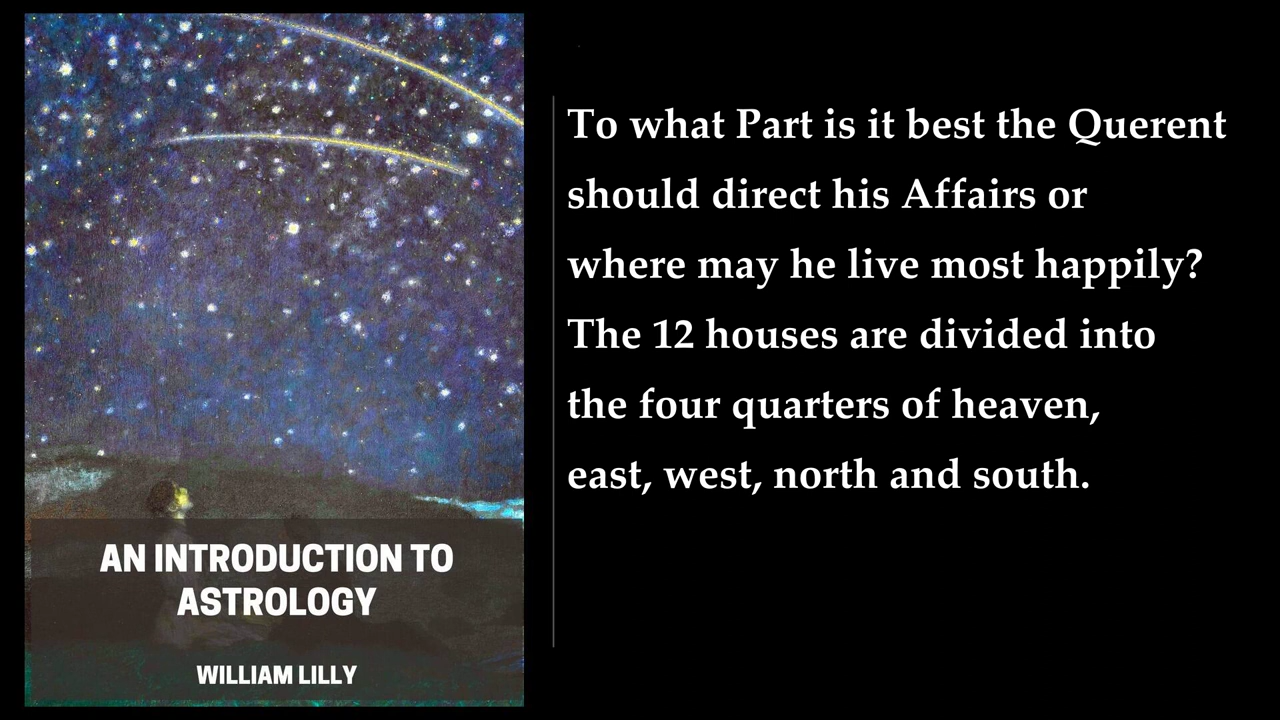 AN INTRODUCTION TO
ASTROLOGY
WILLIAM LILLY
To what Part is it best the Querent
should direct his Affairs or
where may he live most happily?
The 12 houses are divided into
the four quarters of heaven,
east, west, north and south.